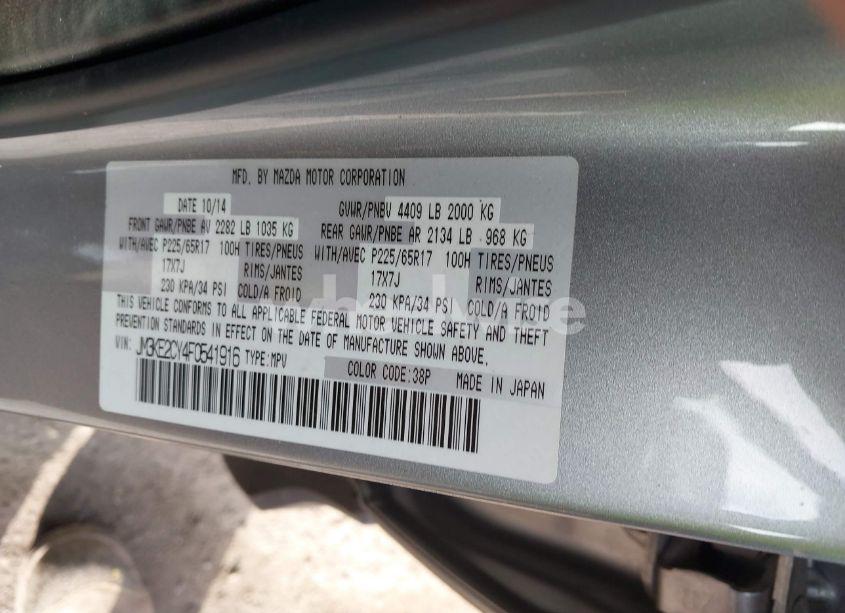 MFD. BY MAZDA MOTOR CORPORATION
DATE 10/14 GVWR/PNBV 4409 LB 2000 KG
FRONT GAWR/PNBE AV 2282 LB 1035 KG REAR GAWR/PNBE AR 2134 LB 968 KG
WITH/AVEC P225/65R17 100H TIRES/PNEUS WITH/AVEC P225/65R17 100H TIRES/PNEUS
17X7J RIMS/JANTES 17X7J RIMS/JANTES
230 KPA/34 PSI COLD/A FROID 230 KPA/34 PSI COLD/A FROID
THIS VEHICLE CONFORMS TO ALL APPLICABLE FEDERAL MOTOR VEHICLE SAFETY AND THEFT
PREVENTION STANDARDS IN EFFECT ON THE DATE OF MANUFACTURE SHOWN ABOVE.
VIN: JM3KE2CY4F0541916 TYPE:MPV COLOR CODE:38P MADE IN JAPAN